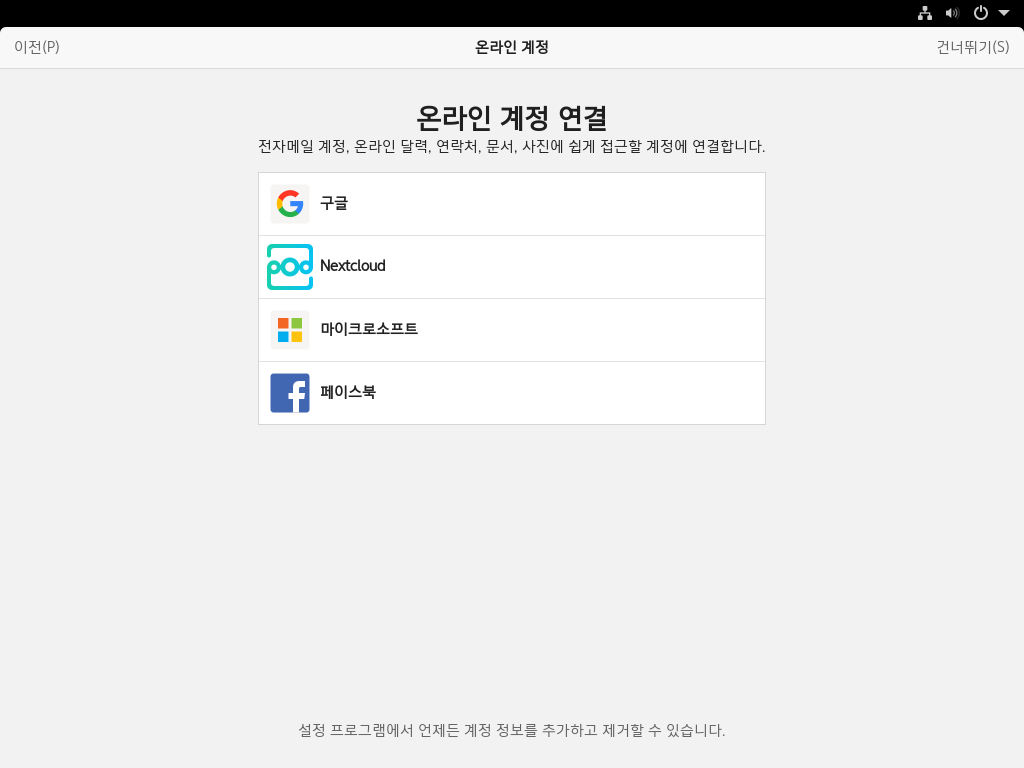 이전(P)
온라인 계정
건너뛰기(S)
온라인 계정 연결
전자메일 계정, 온라인 달력, 연락처, 문서, 사진에 쉽게 접근할 계정에 연결합니다.
구글
pod
Nextcloud
마이크로소프트
페이스북
설정 프로그램에서 언제든 계정 정보를 추가하고 제거할 수 있습니다.